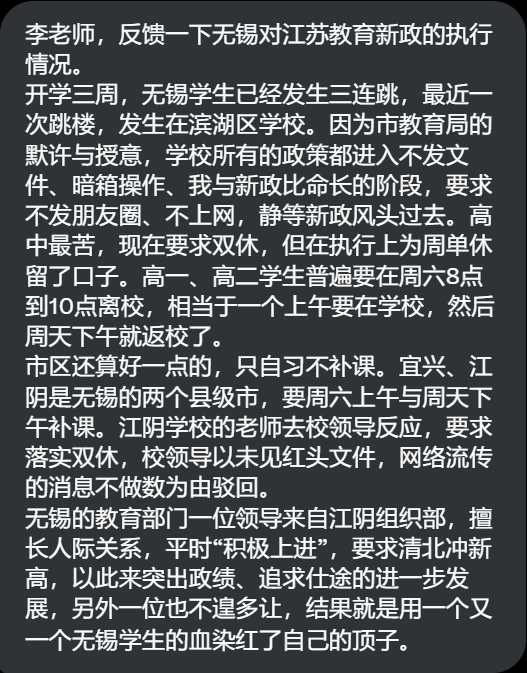 李老师，反馈一下无锡对江苏教育新政的执行
情况。
开学三周，无锡学生已经发生三连跳，最近一
次跳楼，发生在滨湖区学校。因为市教育局的
默许与授意，学校所有的政策都进入不发文
件、暗箱操作、我与新政比命长的阶段，要求
不发朋友圈、不上网，静等新政风头过去。高
中最苦，现在要求双休，但在执行上为周单休
留了口子。高一、高二学生普遍要在周六8点
到10点离校，相当于一个上午要在学校，然后
周天下午就返校了。
市区还算好一点的，只自习不补课。宜兴、江
阴是无锡的两个县级市，要周六上午与周天下
午补课。江阴学校的老师去校领导反应，要求
落实双休，校领导以未见红头文件，网络流传
的消息不做数为由驳回。
无锡的教育部门一位领导来自江阴组织部，擅
长人际关系，平时“积极上进”，要求清北冲新
高，以此来突出政绩、追求仕途的进一步发
展，另外一位也不遑多让，结果就是用一个又
一个无锡学生的血染红了自己的顶子。